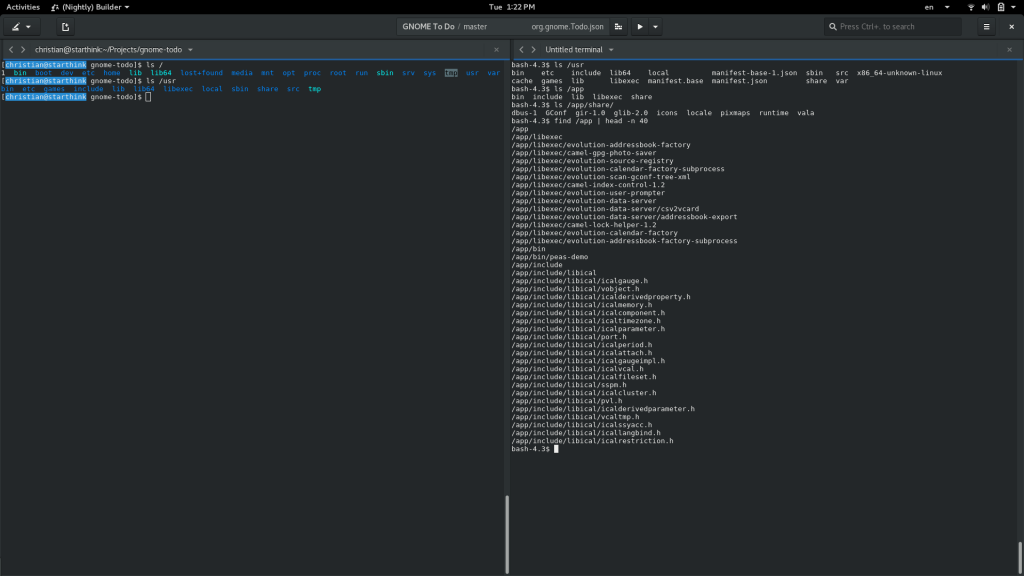 Activities (Nightly) Builder Tue 1:22 PM en
GNOME To Do / master org.gnome.Todo.json Press Ctrl+. to search
christian@starthink:~/Projects/gnome-todo
[christian@starthink gnome-todo]$ ls /
1 bin boot dev etc home lib lib64 lost+found media mnt opt proc root run sbin srv sys tmp usr var
[christian@starthink gnome-todo]$ ls /usr
bin etc games include lib lib64 libexec local sbin share src tmp
[christian@starthink gnome-todo]$
Untitled terminal
bash-4.3$ ls /usr
bin etc include lib64 local manifest-base-1.json sbin src x86_64-unknown-linux
cache games lib libexec manifest.base manifest.json share var
bash-4.3$ ls /app
bin include lib libexec share
bash-4.3$ ls /app/share/
dbus-1 GConf gir-1.0 glib-2.0 icons locale pixmaps runtime vala
bash-4.3$ find /app | head -n 40
/app
/app/libexec
/app/libexec/evolution-addressbook-factory
/app/libexec/camel-gpg-photo-saver
/app/libexec/evolution-source-registry
/app/libexec/evolution-calendar-factory-subprocess
/app/libexec/evolution-scan-gconf-tree-xml
/app/libexec/camel-index-control-1.2
/app/libexec/evolution-user-prompter
/app/libexec/evolution-data-server
/app/libexec/evolution-data-server/csv2vcard
/app/libexec/evolution-data-server/addressbook-export
/app/libexec/camel-lock-helper-1.2
/app/libexec/evolution-calendar-factory
/app/libexec/evolution-addressbook-factory-subprocess
/app/bin
/app/bin/peas-demo
/app/include
/app/include/libical
/app/include/libical/icalgauge.h
/app/include/libical/vobject.h
/app/include/libical/icalderivedproperty.h
/app/include/libical/icalmemory.h
/app/include/libical/icalcomponent.h
/app/include/libical/icaltimezone.h
/app/include/libical/icalparameter.h
/app/include/libical/port.h
/app/include/libical/icalperiod.h
/app/include/libical/icalattach.h
/app/include/libical/icalgaugeimpl.h
/app/include/libical/icalvcal.h
/app/include/libical/icalfileset.h
/app/include/libical/sspm.h
/app/include/libical/icalcluster.h
/app/include/libical/pvl.h
/app/include/libical/icalderivedparameter.h
/app/include/libical/vcaltmp.h
/app/include/libical/icalssyacc.h
/app/include/libical/icallangbind.h
/app/include/libical/icalrestriction.h
bash-4.3$